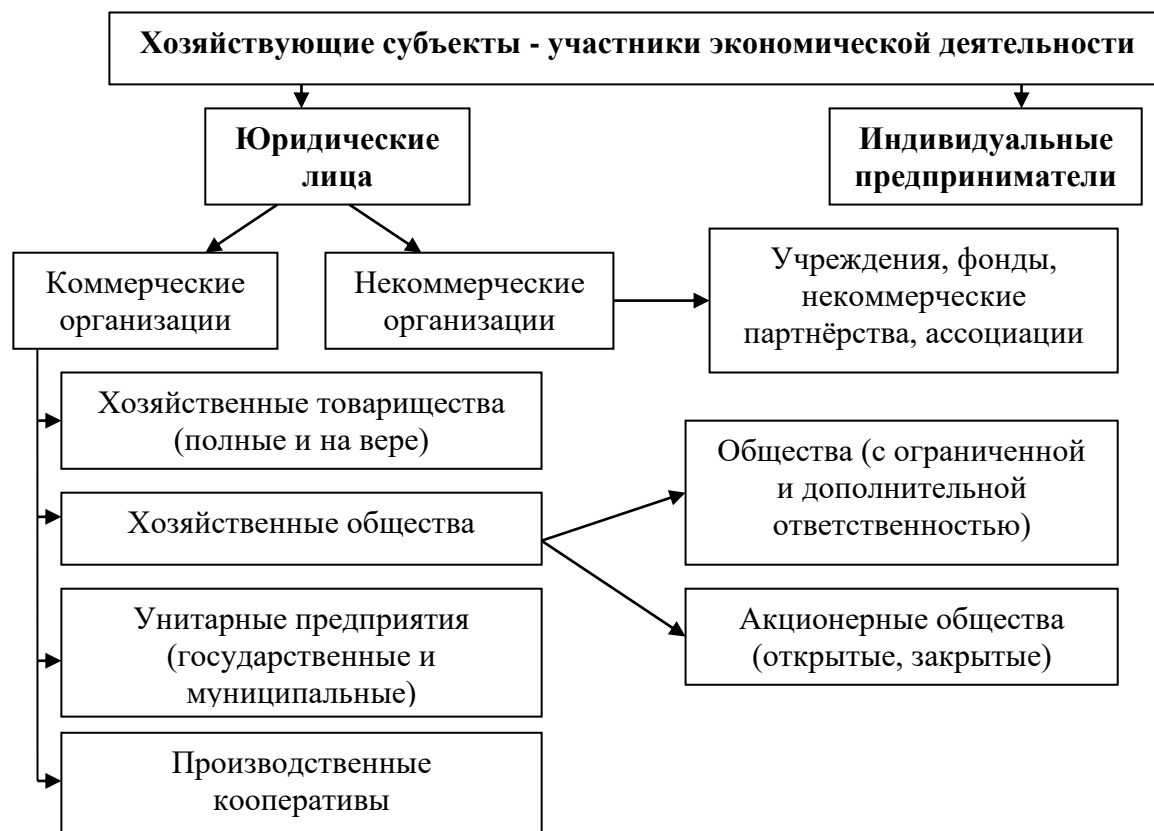 Хозяйствующие субъекты - участники экономической деятельности
Юридические
лица
Индивидуальные
предприниматели
Коммерческие
организации
Некоммерческие
организации
Учреждения, фонды,
некоммерческие
партнёрства, ассоциации
Хозяйственные товарищества
(полные и на вере)
Хозяйственные общества
Общества (с ограниченной
и дополнительной
ответственностью)
Унитарные предприятия
(государственные и
муниципальные)
Акционерные общества
(открытые, закрытые)
Производственные
кооперативы